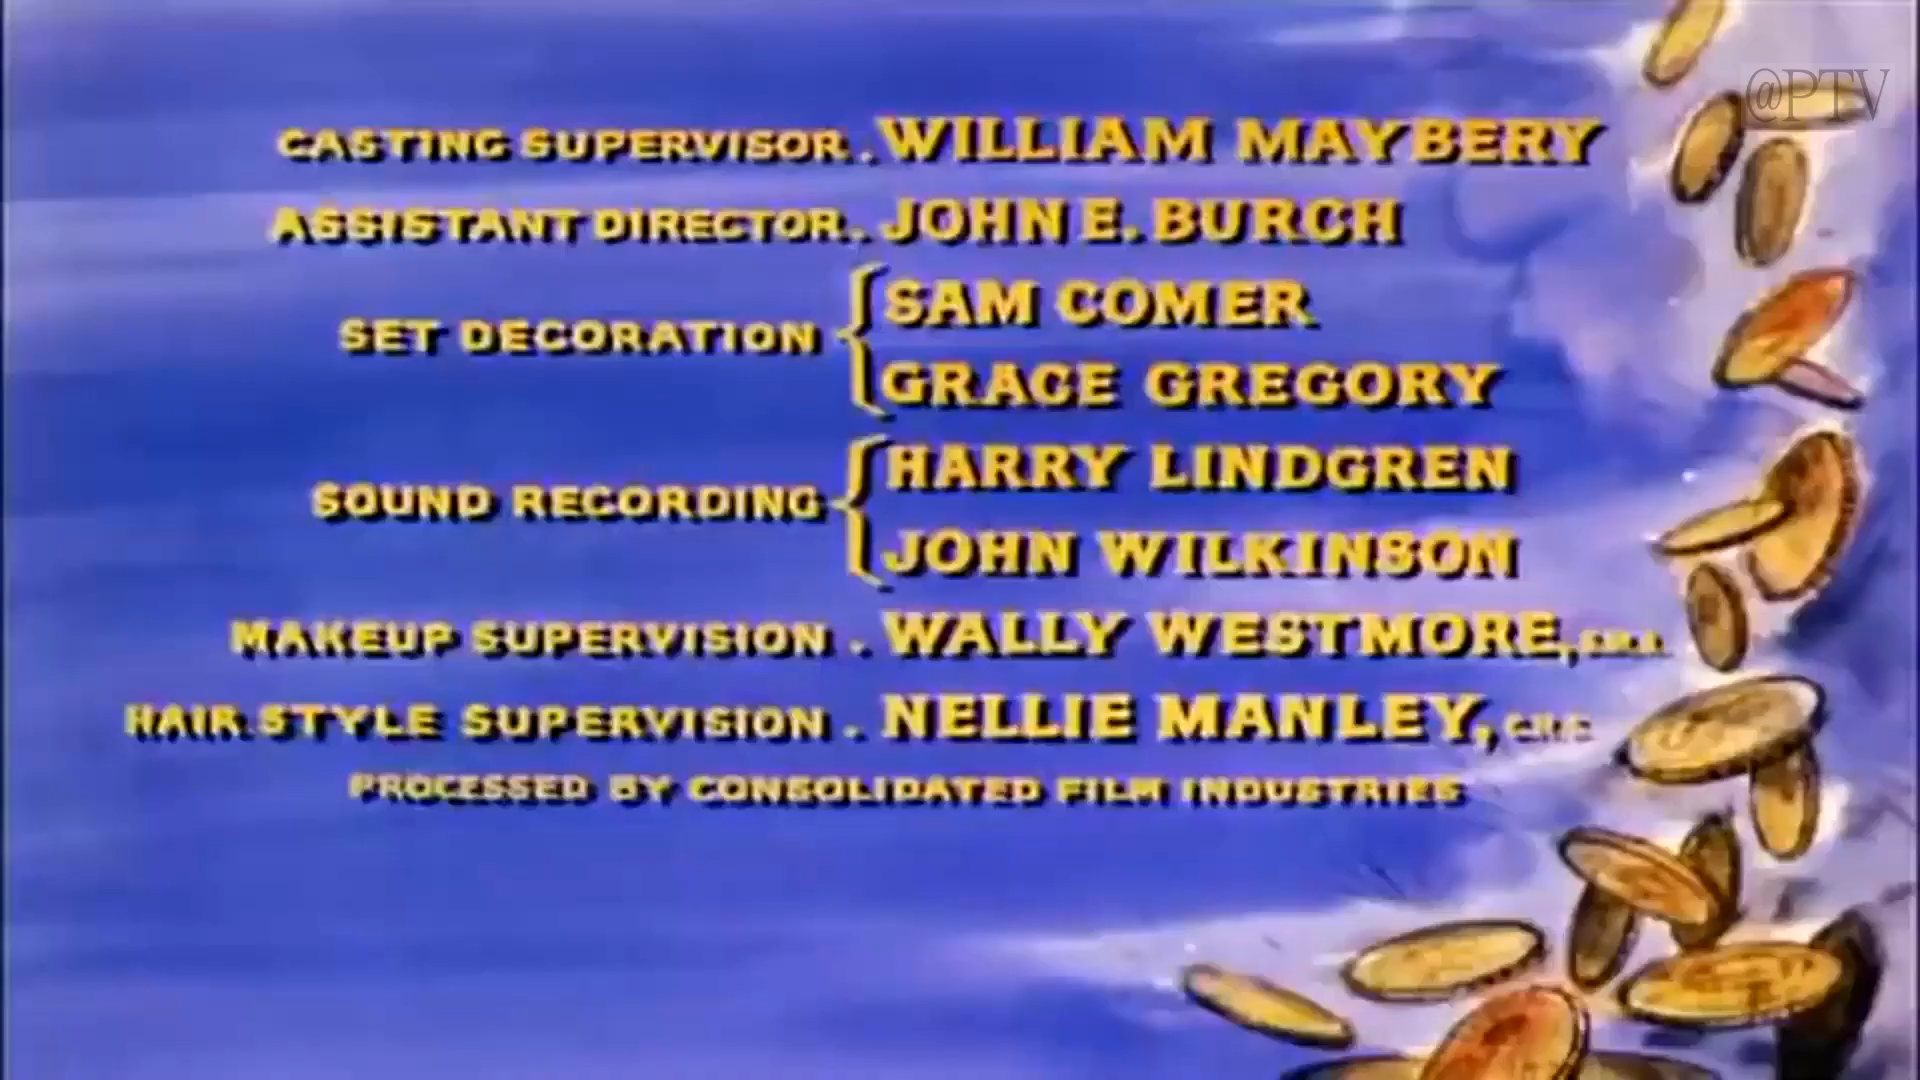 @PTV
CASTING SUPERVISOR . WILLIAM MAYBERY
ASSISTANT DIRECTOR. JOHN E. BURCH
SET DECORATION { SAM COMER
GRACE GREGORY
SOUND RECORDING { HARRY LINDGREN
JOHN WILKINSON
MAKEUP SUPERVISION . WALLY WESTMORE,
HAIR STYLE SUPERVISION . NELLIE MANLEY,
PROCESSED BY CONSOLIDATED FILM INDUSTRIES